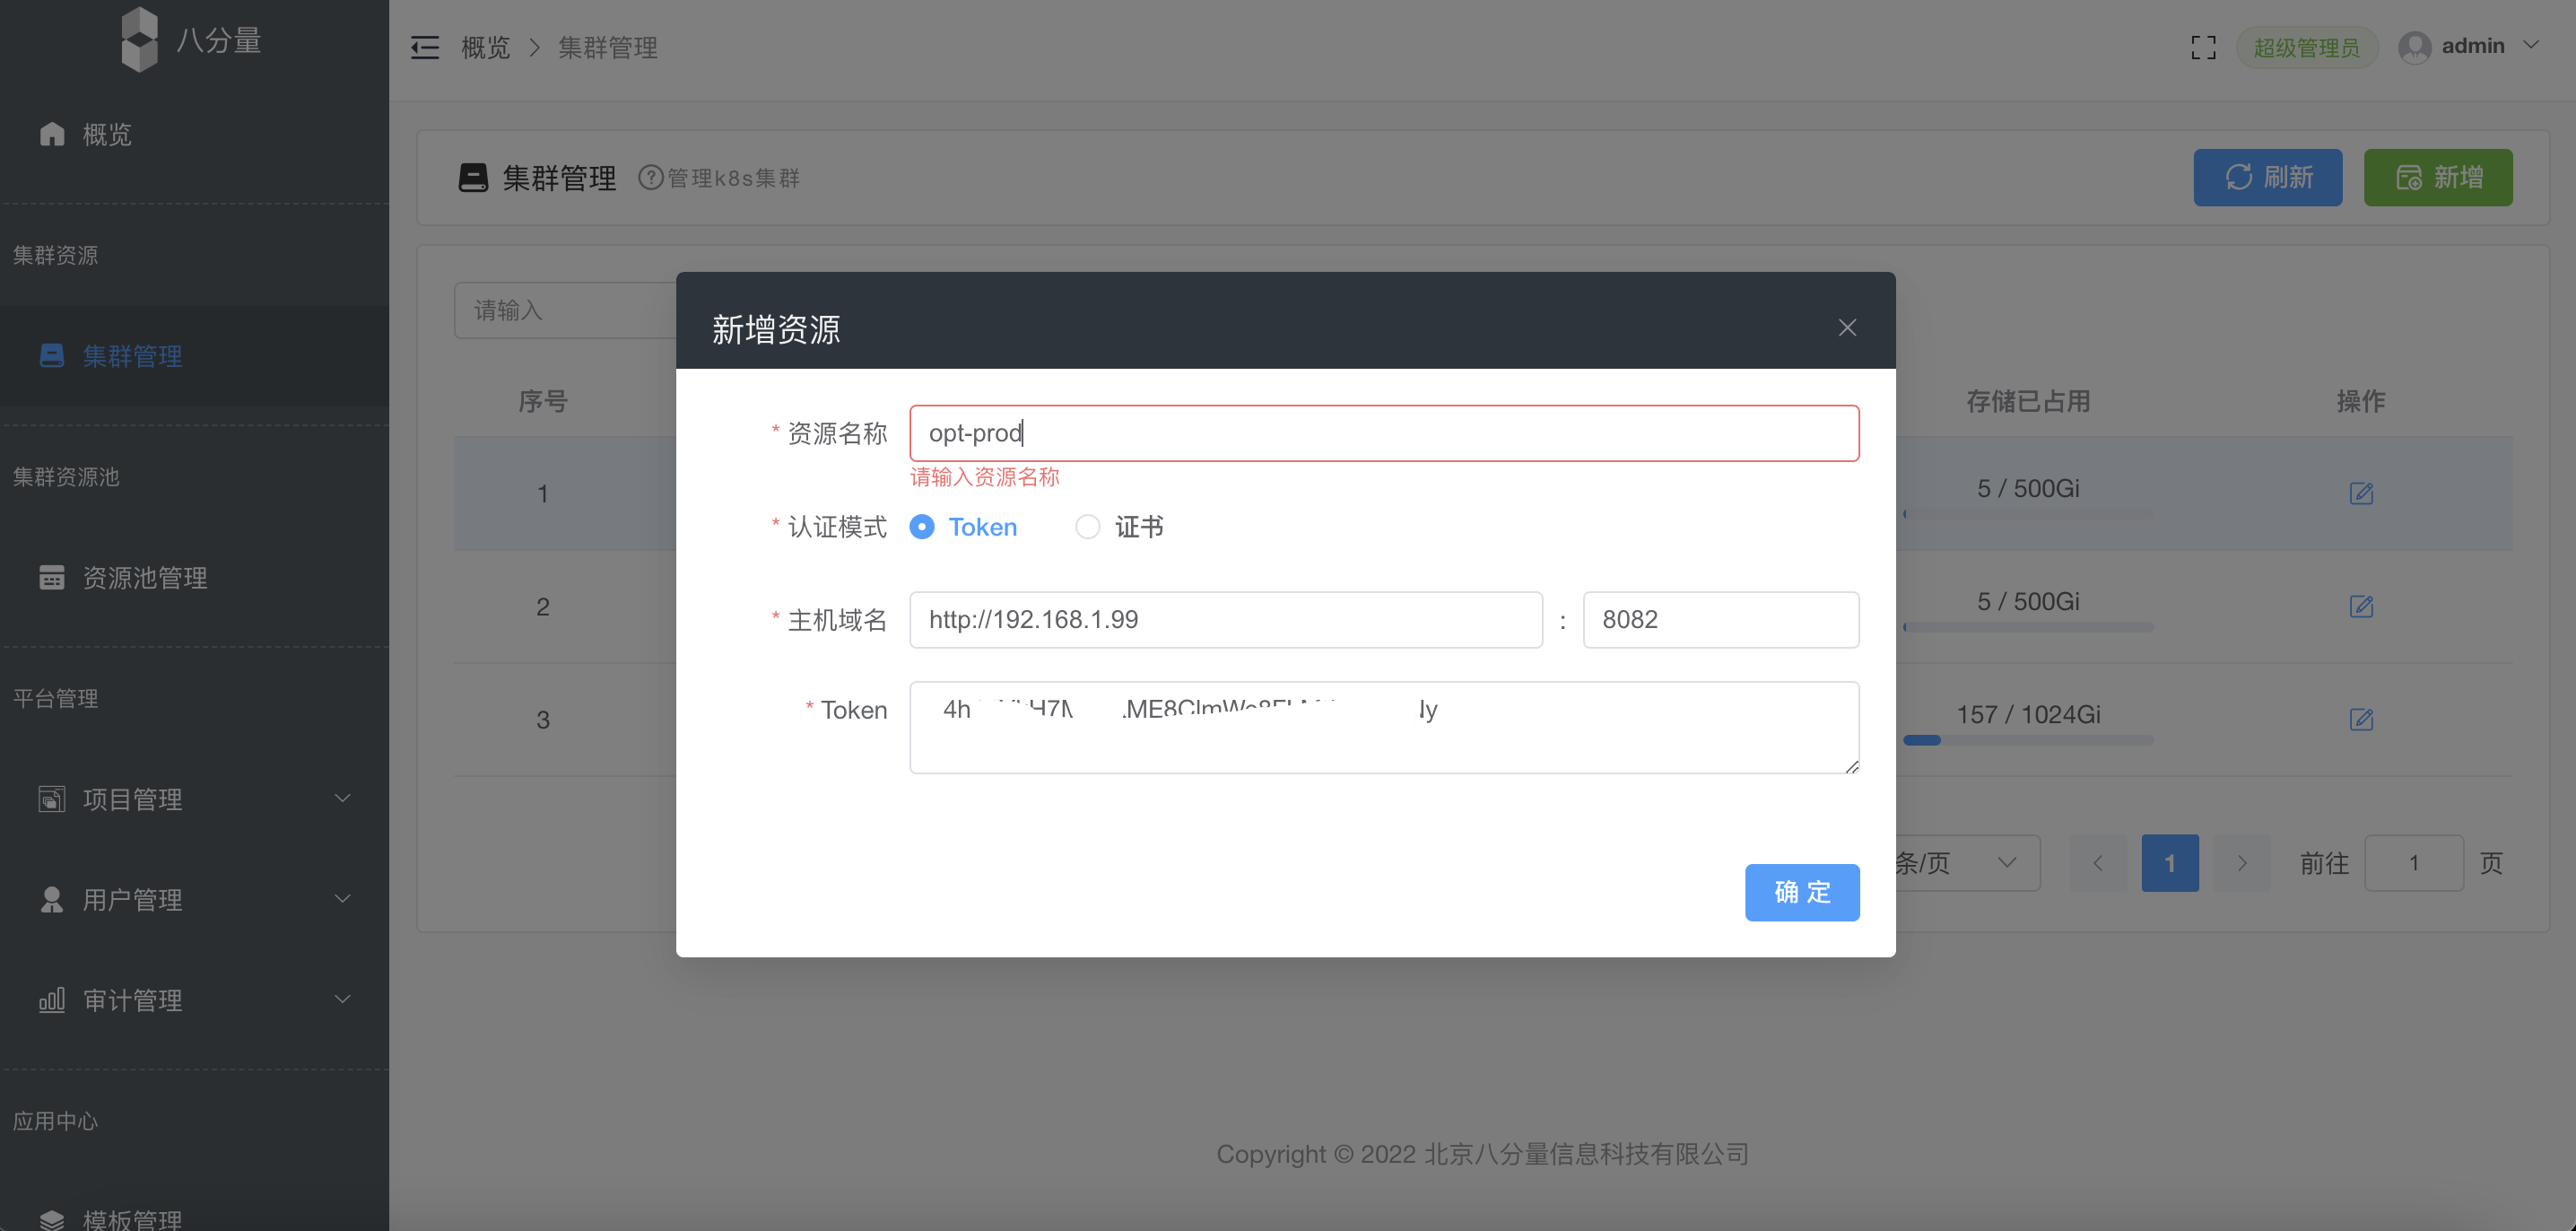 八分量
概览 > 集群管理
超级管理员 admin
概览
集群管理 管理k8s集群
刷新 新增
集群资源
集群管理
集群资源池
资源池管理
平台管理
项目管理
用户管理
审计管理
应用中心
模板管理
请输入
序号 存储已占用 操作
1 5 / 500Gi
2 5 / 500Gi
3 157 / 1024Gi
新增资源
* 资源名称 opt-prod
请输入资源名称
* 认证模式 Token 证书
* 主机域名 http://192.168.1.99 : 8082
* Token
确 定
条/页 1 前往 1 页
Copyright © 2022 北京八分量信息科技有限公司